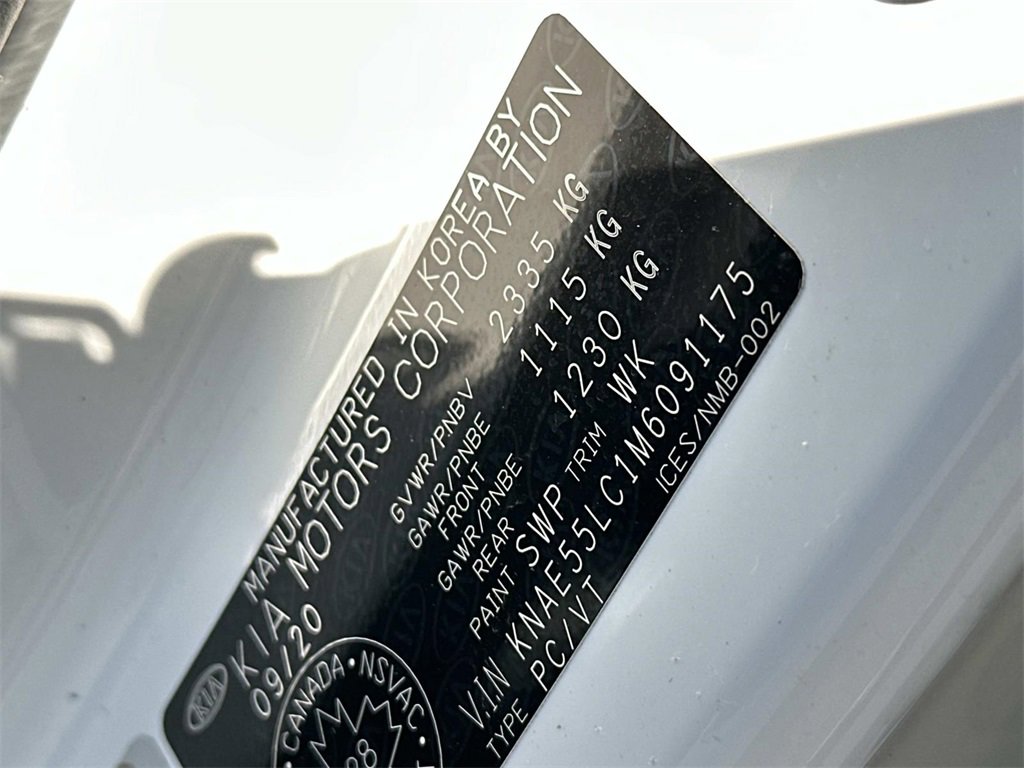 MANUFACTURED IN KOREA BY
KIA MOTORS CORPORATION
09/20
GVWR/PNBV 2335 KG
GAWR/PNBE FRONT 1115 KG
GAWR/PNBE REAR 1230 KG
PAINT SWP TRIM WK
V.I.N KNAE55LC1M6091175
TYPE PC/VT
ICES/NMB-002
KIA
CANADA • NSVAC